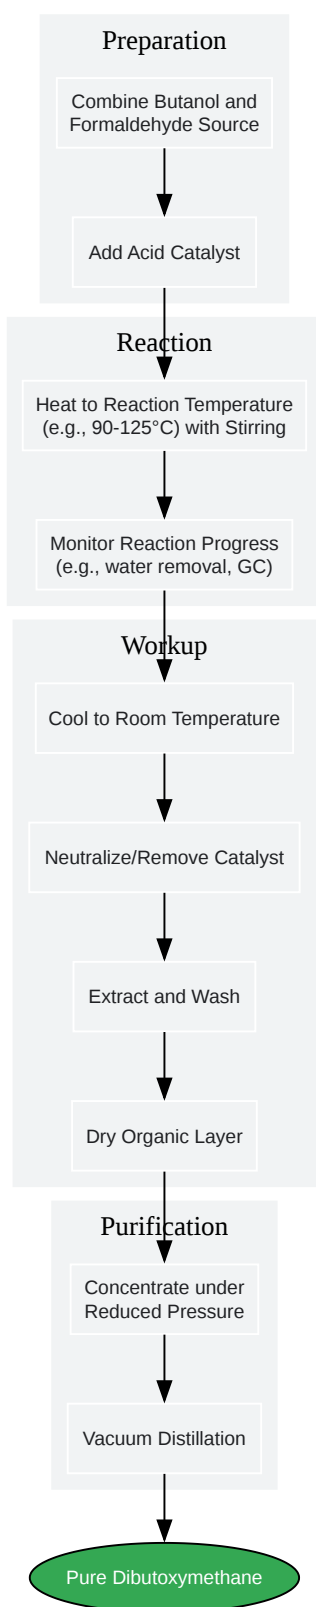 Preparation
Combine Butanol and
Formaldehyde Source
Add Acid Catalyst
Reaction
Heat to Reaction Temperature
(e.g., 90-125°C) with Stirring
Monitor Reaction Progress
(e.g., water removal, GC)
Workup
Cool to Room Temperature
Neutralize/Remove Catalyst
Extract and Wash
Dry Organic Layer
Purification
Concentrate under
Reduced Pressure
Vacuum Distillation
Pure Dibutoxymethane